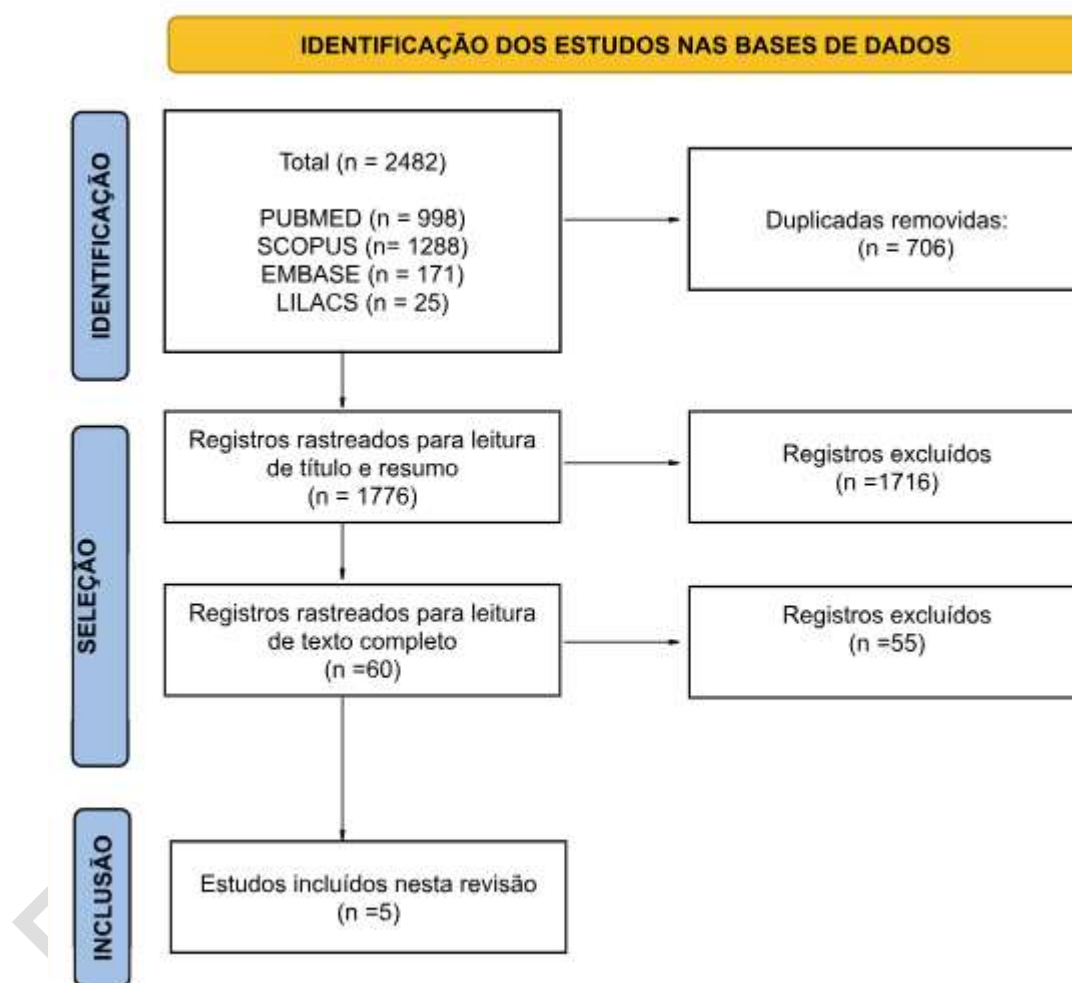 IDENTIFICAÇÃO DOS ESTUDOS NAS BASES DE DADOS
IDENTIFICAÇÃO
Total (n = 2482)
PUBMED (n = 998)
SCOPUS (n= 1288)
EMBASE (n = 171)
LILACS (n = 25)
Duplicadas removidas:
(n = 706)
SELEÇÃO
Registros rastreados para leitura
de título e resumo
(n = 1776)
Registros excluídos
(n =1716)
Registros rastreados para leitura
de texto completo
(n =60)
Registros excluídos
(n =55)
INCLUSÃO
Estudos incluídos nesta revisão
(n =5)